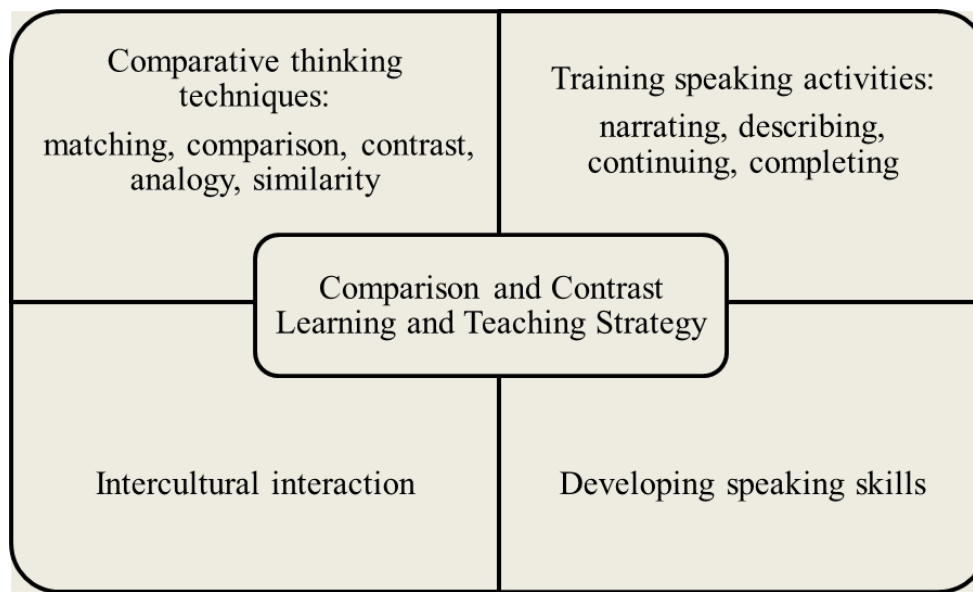 Comparative thinking
techniques:
matching, comparison, contrast,
analogy, similarity
Training speaking activities:
narrating, describing,
continuing, completing
Comparison and Contrast
Learning and Teaching Strategy
Intercultural interaction
Developing speaking skills